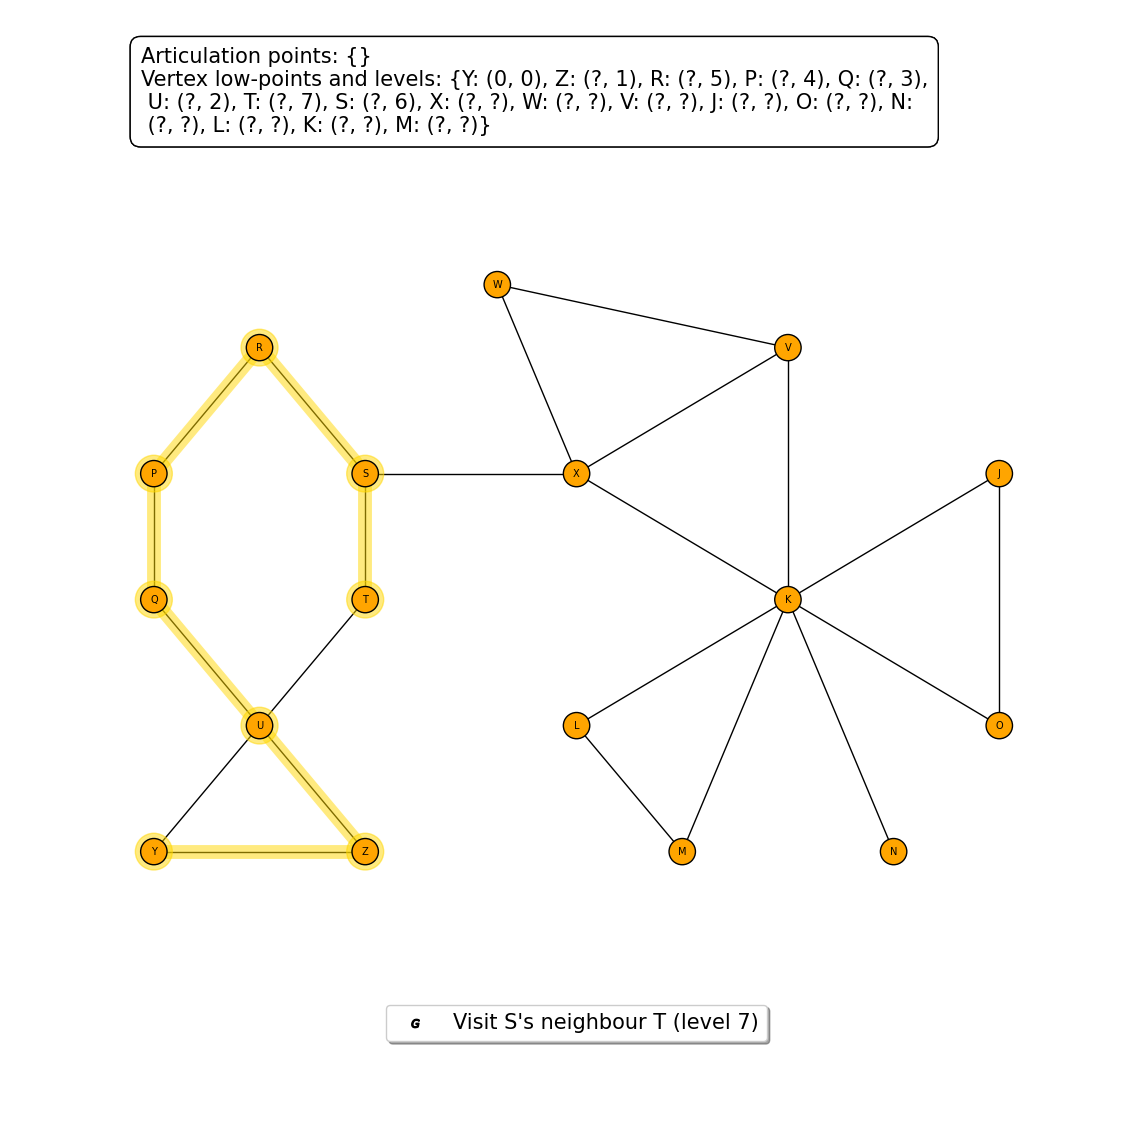 Articulation points: {}
Vertex low-points and levels: {Y: (0, 0), Z: (?, 1), R: (?, 5), P: (?, 4), Q: (?, 3),
U: (?, 2), T: (?, 7), S: (?, 6), X: (?, ?), W: (?, ?), V: (?, ?), J: (?, ?), O: (?, ?), N:
(?, ?), L: (?, ?), K: (?, ?), M: (?, ?)}
W
R
V
P
S
X
J
Q
T
K
U
L
O
Y
Z
M
N
G Visit S's neighbour T (level 7)